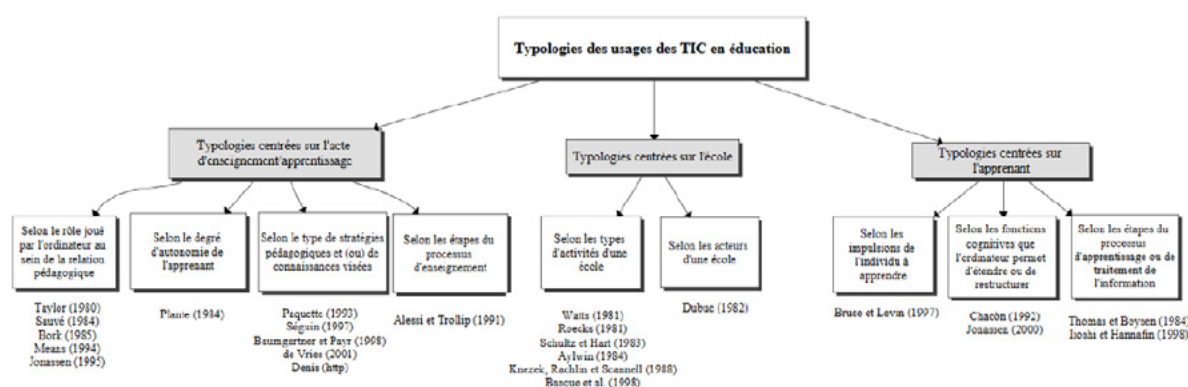 Typologies des usages des TIC en éducation
Typologies centrées sur l'acte
d'enseignement/apprentissage
Typologies centrées sur l'école
Typologies centrées sur
l'apprenant
Selon le rôle joué
par l'ordinateur au
sein de la relation
pédagogique
Selon le degré
d'autonomie de
l'apprenant
Selon le type de stratégies
pédagogiques et (ou) de
connaissances visées
Selon les étapes du
processus
d'enseignement
Selon les types
d'activités d'une
école
Selon les acteurs
d'une école
Selon les
impulsions de
l'individu à
apprendre
Selon les fonctions
cognitives que
l'ordinateur permet
d'étendre ou de
restructurer
Selon les étapes du
processus
d'apprentissage ou de
traitement de
l'information
Taylor (1980)
Sauvé (1984)
Bork (1985)
Means (1994)
Jonassen (1995)
Plante (1984)
Paquette (1993)
Séguin (1997)
Baumgartner et Payr (1998)
de Vries (2001)
Denis (http)
Alessi et Trollip (1991)
Watts (1981)
Roecks (1981)
Schultz et Hart (1983)
Aylwin (1984)
Knezek, Rachlin et Scannell (1988)
Basque et al. (1998)
Dubuc (1982)
Bruce et Levin (1997)
Chacòn (1992)
Jonassen (2000)
Thomas et Boysen (1984)
Iioshi et Hannafin (1998)